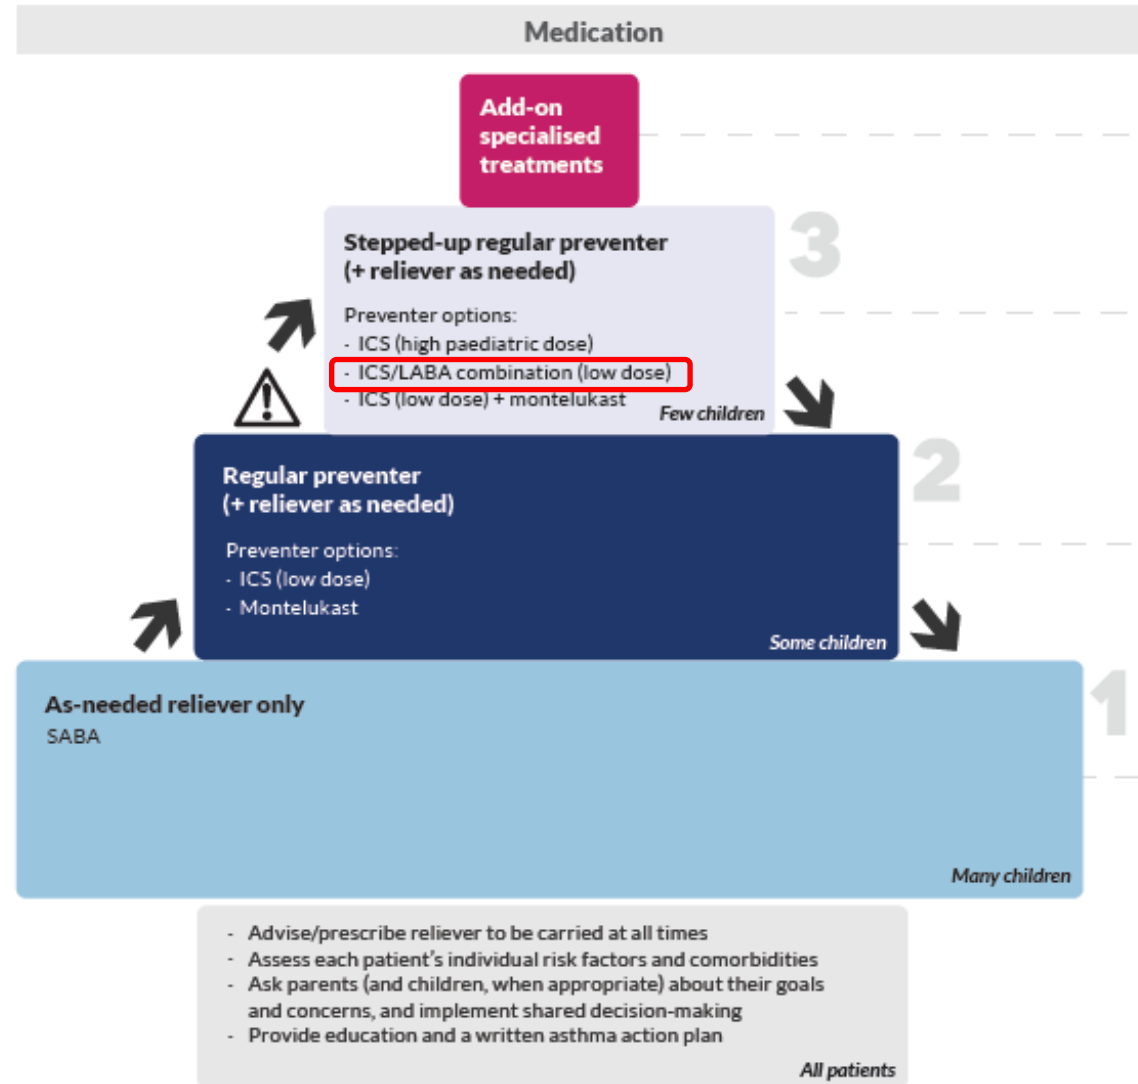 Medication
Add-on
specialised
treatments
3
Stepped-up regular preventer
(+ reliever as needed)
Preventer options:
- ICS (high paediatric dose)
- ICS/LABA combination (low dose)
- ICS (low dose) + montelukast
Few children
2
Regular preventer
(+ reliever as needed)
Preventer options:
- ICS (low dose)
- Montelukast
Some children
1
As-needed reliever only
SABA
Many children
- Advise/prescribe reliever to be carried at all times
- Assess each patient's individual risk factors and comorbidities
- Ask parents (and children, when appropriate) about their goals
and concerns, and implement shared decision-making
- Provide education and a written asthma action plan
All patients